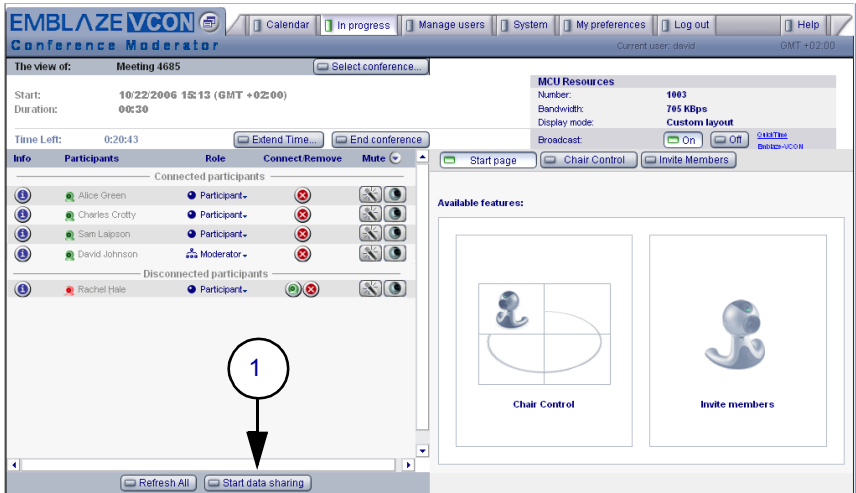 EMBLAZE VCON
Calendar In progress Manage users System My preferences Log out Help
Conference Moderator
Current user: david GMT +02:00
The view of: Meeting 4685 Select conference...
Start: 10/22/2006 15:13 (GMT +02:00)
Duration: 00:30
Time Left: 0:20:43 Extend Time... End conference
MCU Resources
Number: 1003
Bandwidth: 705 KBps
Display mode: Custom layout
Broadcast: On Off QuickTime
Emblaze-VCON
Info Participants Role Connect/Remove Mute
Connected participants
Alice Green Participant
Charles Crotty Participant
Sam Laipson Participant
David Johnson Moderator
Disconnected participants
Rachel Hale Participant
1
Refresh All Start data sharing
Start page Chair Control Invite Members
Available features:
Chair Control
Invite members